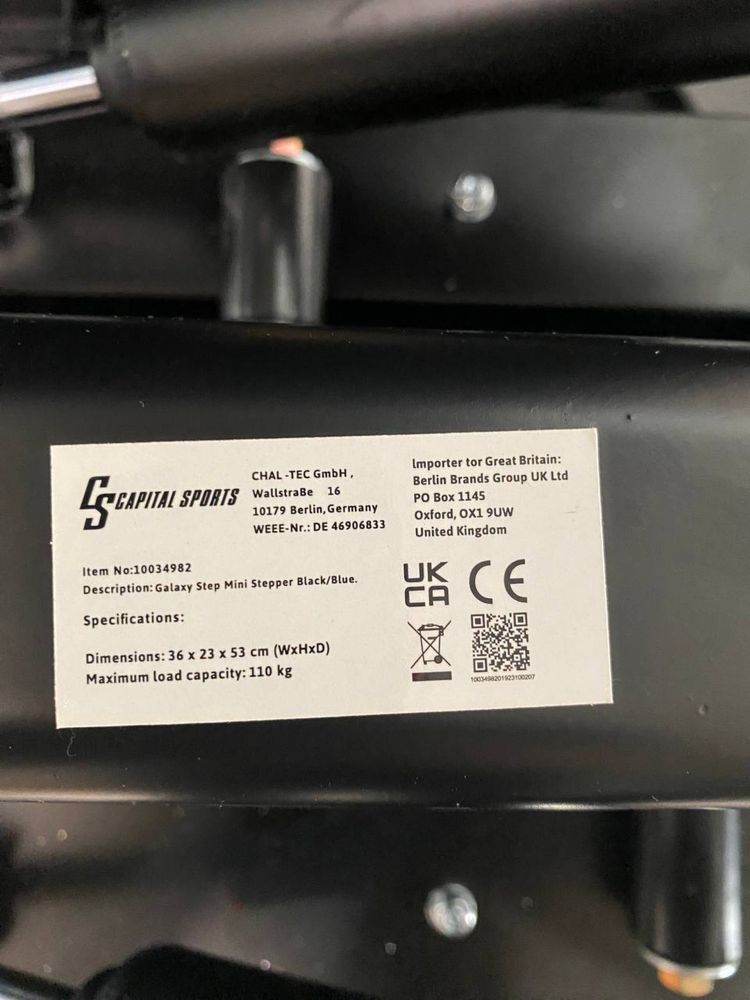 CS CAPITAL SPORTS
CHAL -TEC GmbH ,
WallstraBe 16
10179 Berlin,Germany
WEEE-Nr.: DE 46906833
Importer tor Great Britain:
Berlin Brands Group UK Ltd
PO Box 1145
Oxford, OX1 9UW
United Kingdom
Item No:10034982
Description: Galaxy Step Mini Stepper Black/Blue.
Specifications:
Dimensions: 36 x 23 x 53 cm (WxHxD)
Maximum load capacity: 110 kg
UK
CA
CE
1003498201923100207